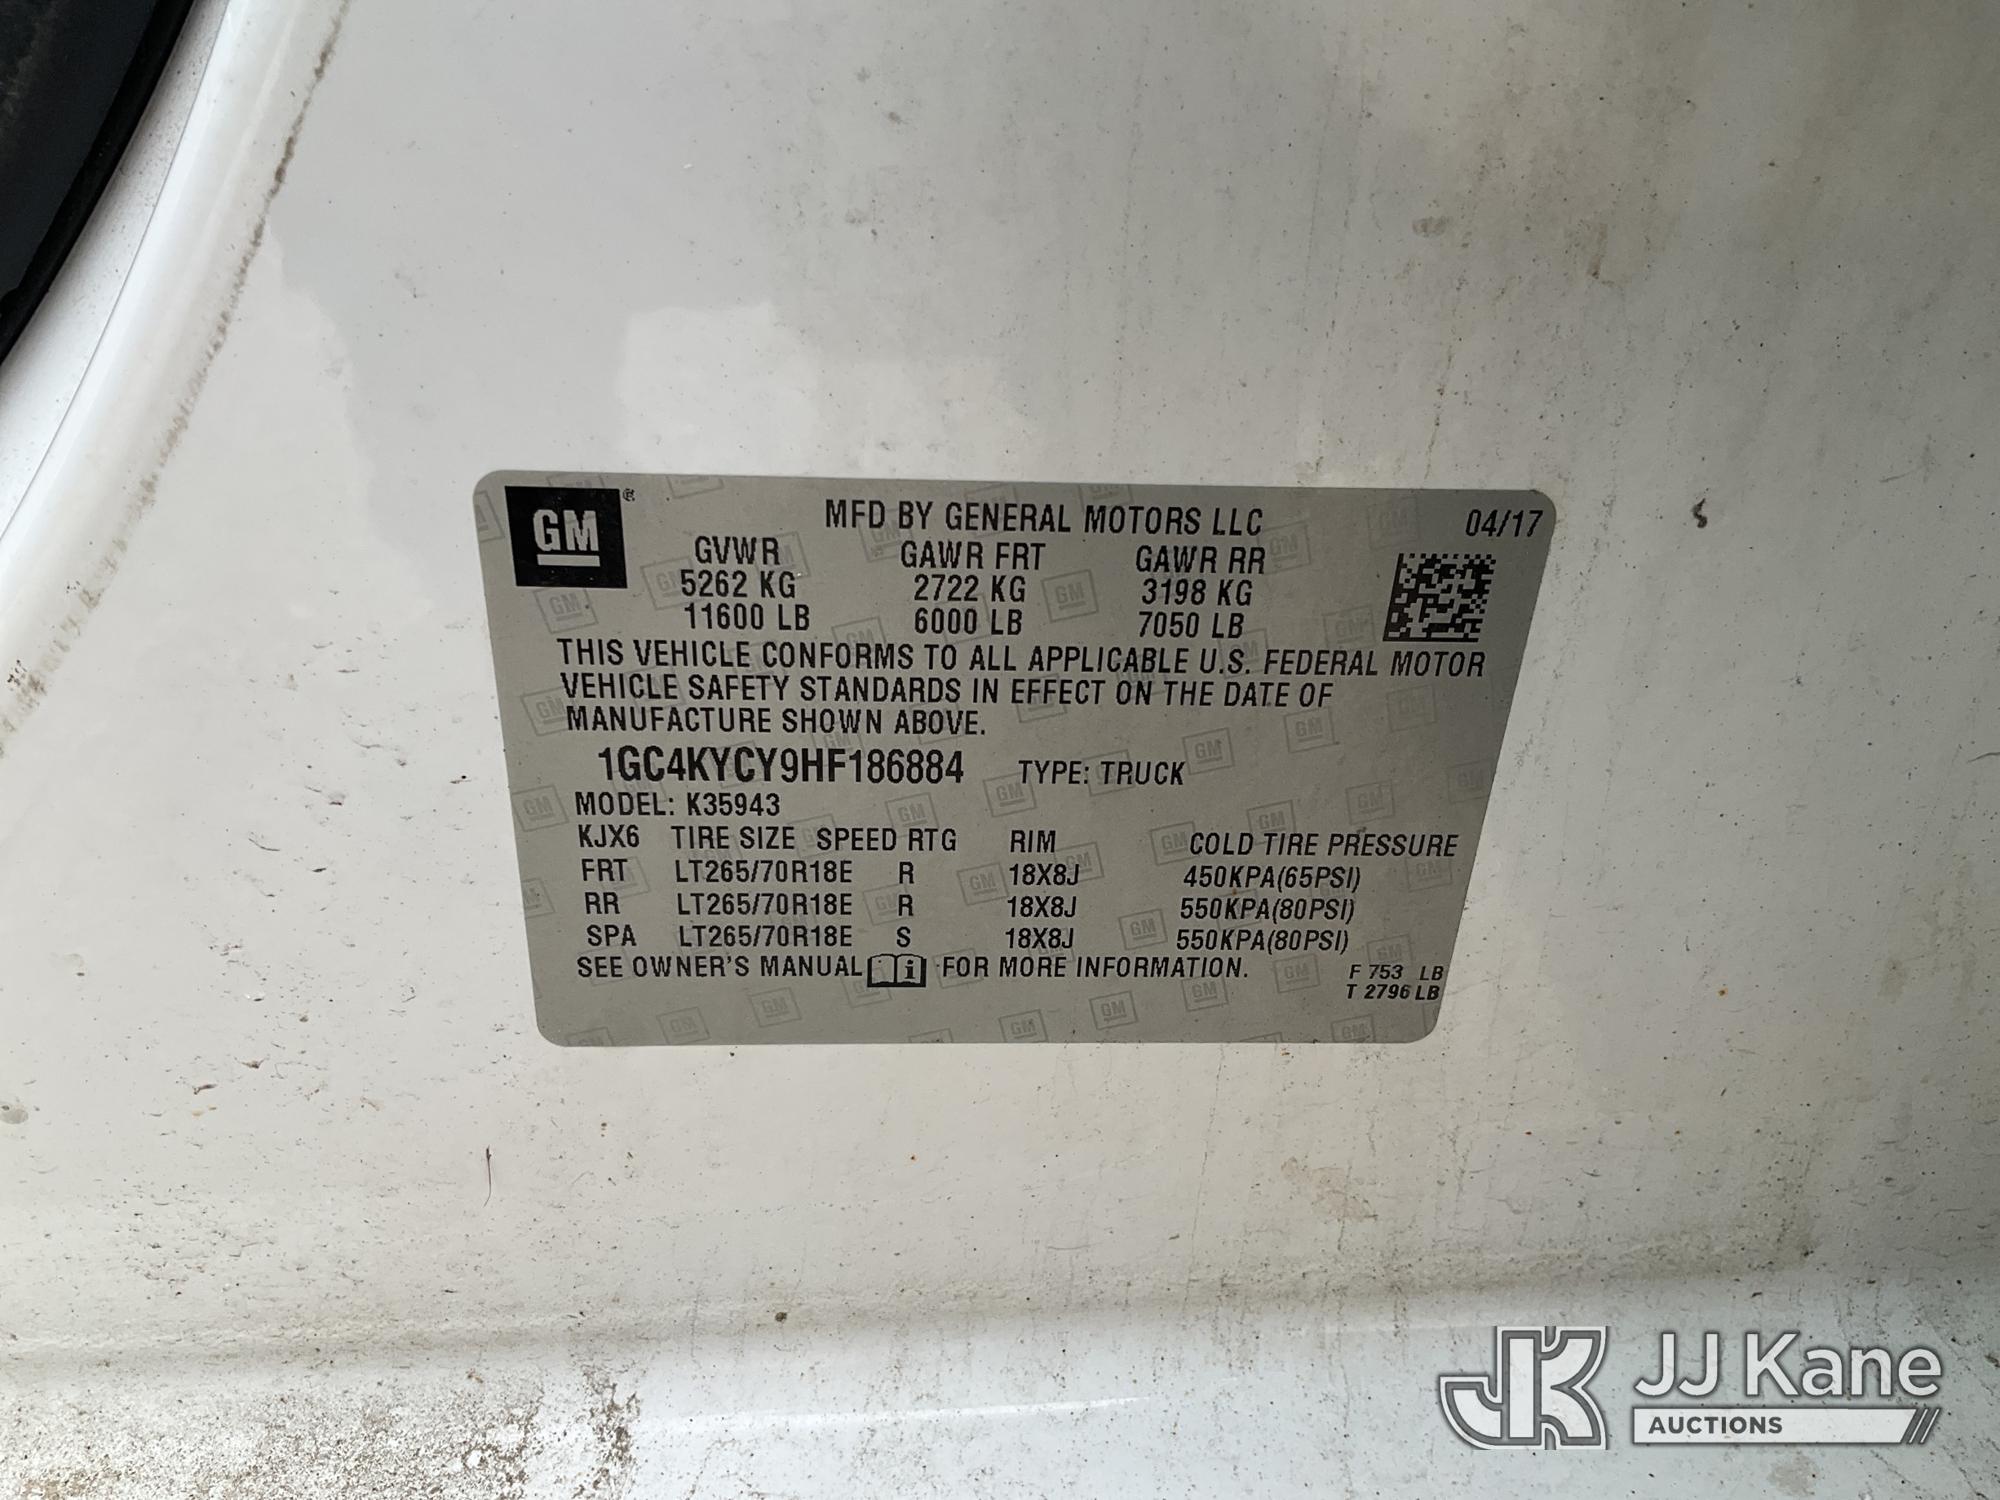 GM ®
MFD BY GENERAL MOTORS LLC 04/17
GVWR GAWR FRT GAWR RR
5262 KG 2722 KG 3198 KG
11600 LB 6000 LB 7050 LB
THIS VEHICLE CONFORMS TO ALL APPLICABLE U.S. FEDERAL MOTOR
VEHICLE SAFETY STANDARDS IN EFFECT ON THE DATE OF
MANUFACTURE SHOWN ABOVE.
1GC4KYCY9HF186884 TYPE: TRUCK
MODEL: K35943
KJX6 TIRE SIZE SPEED RTG RIM COLD TIRE PRESSURE
FRT LT265/70R18E R 18X8J 450KPA(65PSI)
RR LT265/70R18E R 18X8J 550KPA(80PSI)
SPA LT265/70R18E S 18X8J 550KPA(80PSI)
SEE OWNER'S MANUAL i FOR MORE INFORMATION.
F 753 LB
T 2796 LB
JK JJ Kane
AUCTIONS